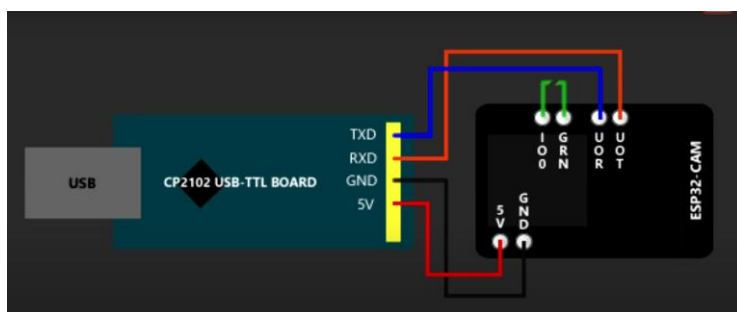 USB
CP2102 USB-TTL BOARD
TXD
RXD
GND
5V
IO0
GRN
UOR
UOT
5V
GND
ESP32-CAM